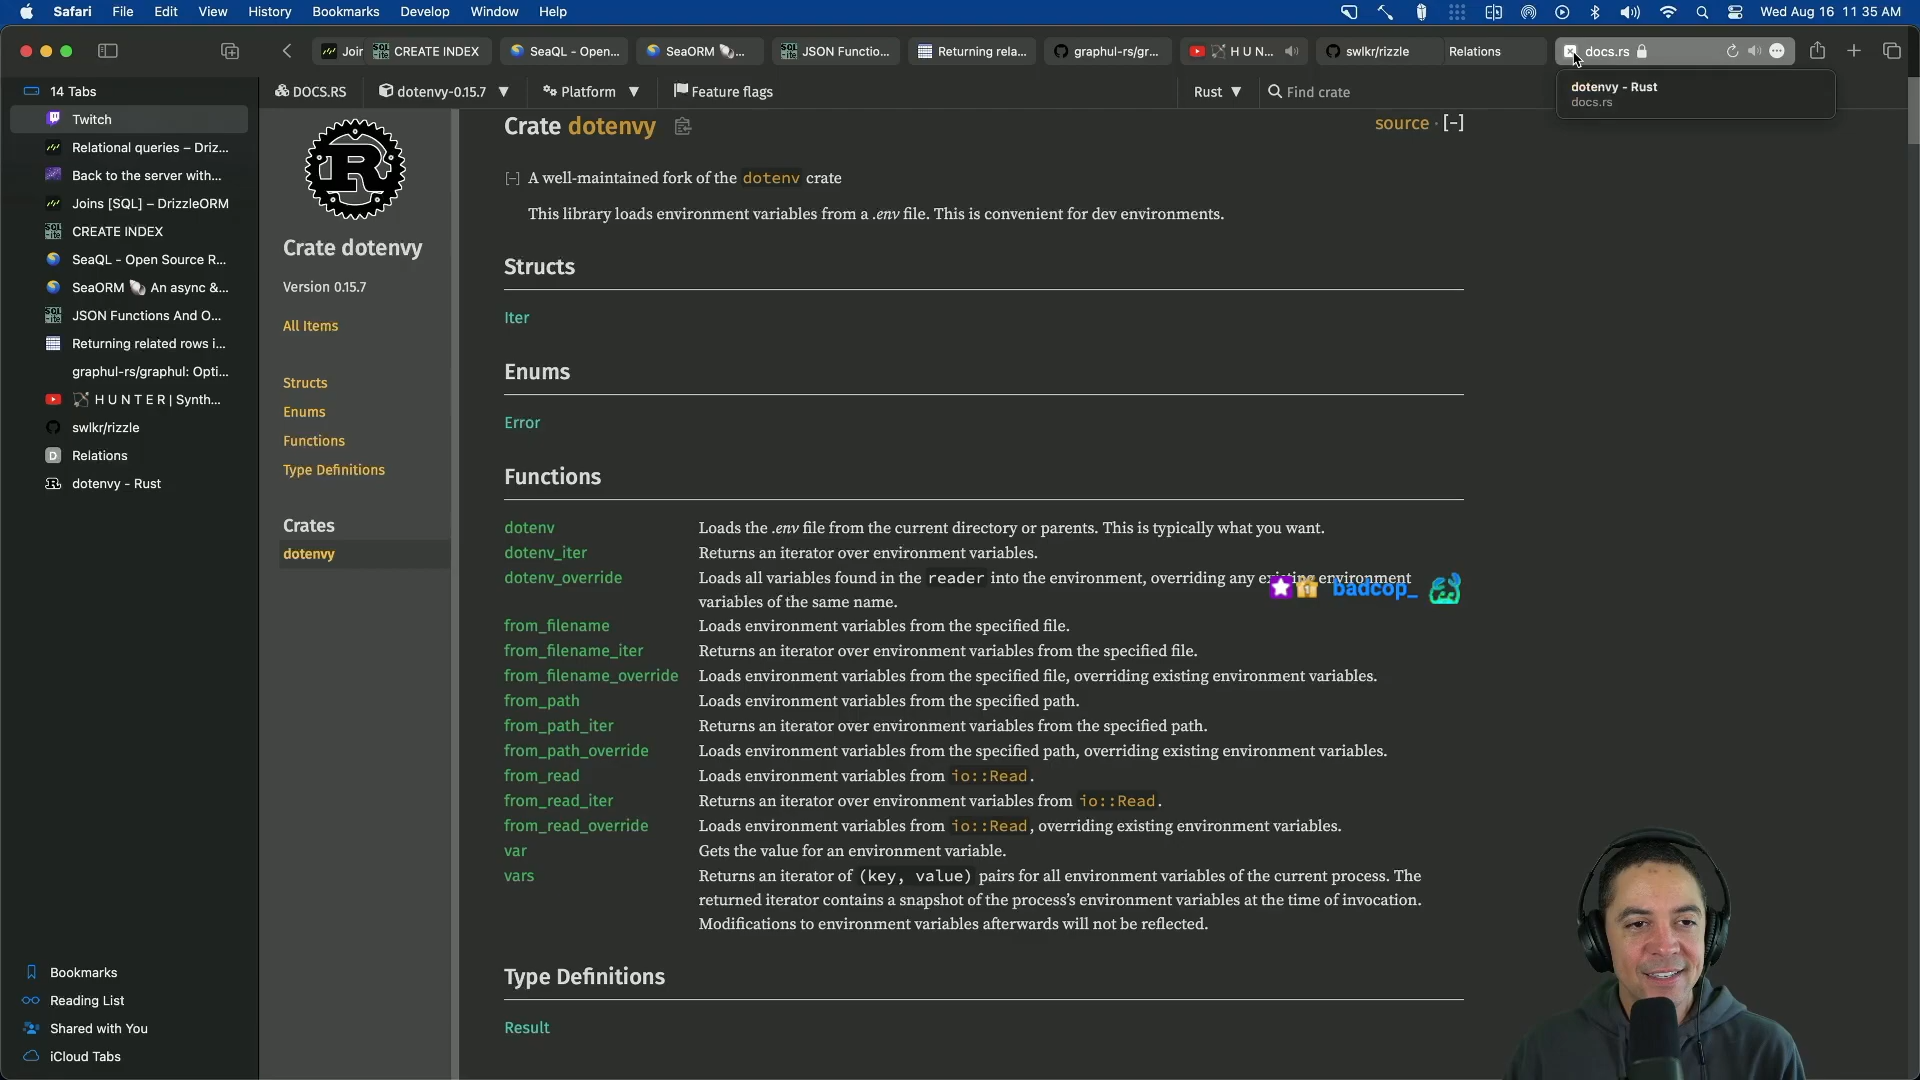 Safari File Edit View History Bookmarks Develop Window Help
Wed Aug 16 11 35 AM
Join
CREATE INDEX
SeaQL - Open...
SeaORM 🐚...
JSON Functio...
Returning rela...
graphul-rs/gr...
H U N...
swlkr/rizzle
Relations
docs.rs
dotenvy - Rust
docs.rs
14 Tabs
Twitch
Relational queries – Driz...
Back to the server with...
Joins [SQL] – DrizzleORM
CREATE INDEX
SeaQL - Open Source R...
SeaORM 🐚 An async &...
JSON Functions And O...
Returning related rows i...
graphul-rs/graphul: Opti...
H U N T E R | Synth...
swlkr/rizzle
Relations
dotenvy - Rust
Bookmarks
Reading List
Shared with You
iCloud Tabs
DOCS.RS
dotenvy-0.15.7
Platform
Feature flags
Rust
Find crate
Crate dotenvy
Version 0.15.7
All Items
Structs
Enums
Functions
Type Definitions
Crates
dotenvy
Crate dotenvy
source · [−]
[−] A well-maintained fork of the dotenv crate
This library loads environment variables from a .env file. This is convenient for dev environments.
Structs
Iter
Enums
Error
Functions
dotenv Loads the .env file from the current directory or parents. This is typically what you want.
dotenv_iter Returns an iterator over environment variables.
dotenv_override Loads all variables found in the reader into the environment, overriding any existing environment
variables of the same name.
badcop_
from_filename Loads environment variables from the specified file.
from_filename_iter Returns an iterator over environment variables from the specified file.
from_filename_override Loads environment variables from the specified file, overriding existing environment variables.
from_path Loads environment variables from the specified path.
from_path_iter Returns an iterator over environment variables from the specified path.
from_path_override Loads environment variables from the specified path, overriding existing environment variables.
from_read Loads environment variables from io::Read.
from_read_iter Returns an iterator over environment variables from io::Read.
from_read_override Loads environment variables from io::Read, overriding existing environment variables.
var Gets the value for an environment variable.
vars Returns an iterator of (key, value) pairs for all environment variables of the current process. The
returned iterator contains a snapshot of the process’s environment variables at the time of invocation.
Modifications to environment variables afterwards will not be reflected.
Type Definitions
Result